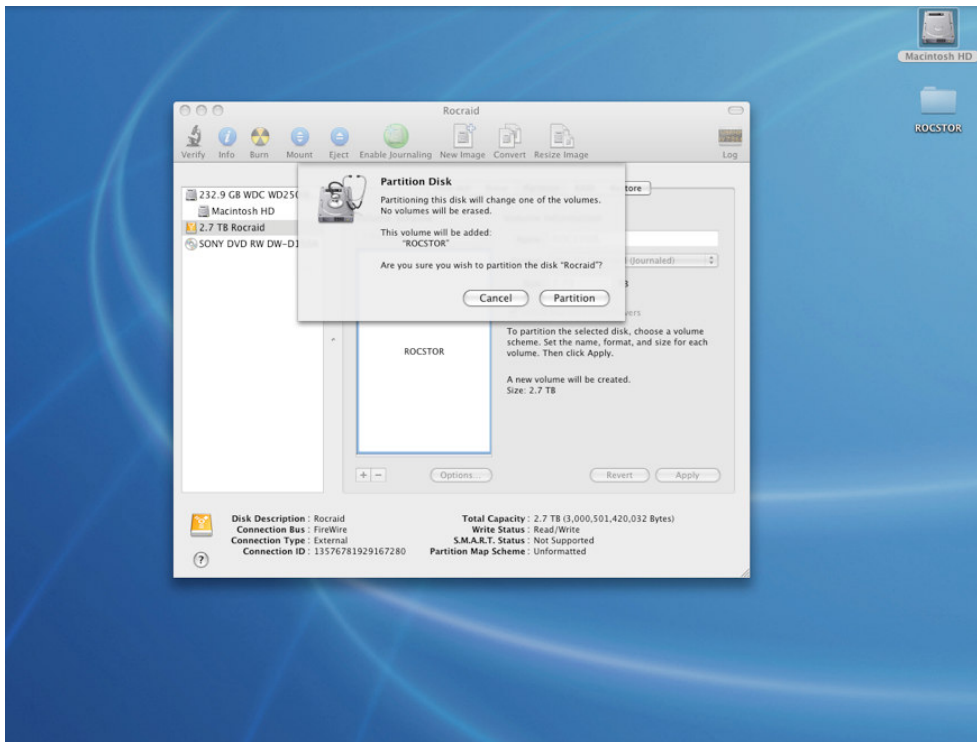 Macintosh HD
ROCSTOR
Rocraid
Verify Info Burn Mount Eject Enable Journaling New Image Convert Resize Image Log
Partition Disk
Partitioning this disk will change one of the volumes.
No volumes will be erased.
This volume will be added:
"ROCSTOR"
Are you sure you wish to partition the disk "Rocraid"?
Cancel Partition
232.9 GB WDC WD25
Macintosh HD
2.7 TB Rocraid
SONY DVD RW DW-D1
(Journaled)
ROCSTOR
To partition the selected disk, choose a volume
scheme. Set the name, format, and size for each
volume. Then click Apply.
A new volume will be created.
Size: 2.7 TB
+ − Options... Revert Apply
Disk Description : Rocraid
Connection Bus : FireWire
Connection Type : External
Connection ID : 13576781929167280
Total Capacity : 2.7 TB (3,000,501,420,032 Bytes)
Write Status : Read/Write
S.M.A.R.T. Status : Not Supported
Partition Map Scheme : Unformatted
?